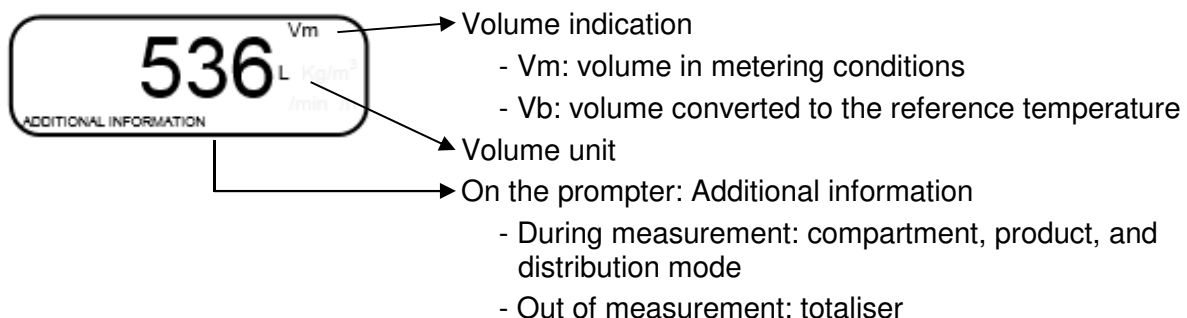 Vm
536
L Kg/m³
/min /h
ADDITIONAL INFORMATION
Volume indication
- Vm: volume in metering conditions
- Vb: volume converted to the reference temperature
Volume unit
On the prompter: Additional information
- During measurement: compartment, product, and
distribution mode
- Out of measurement: totaliser